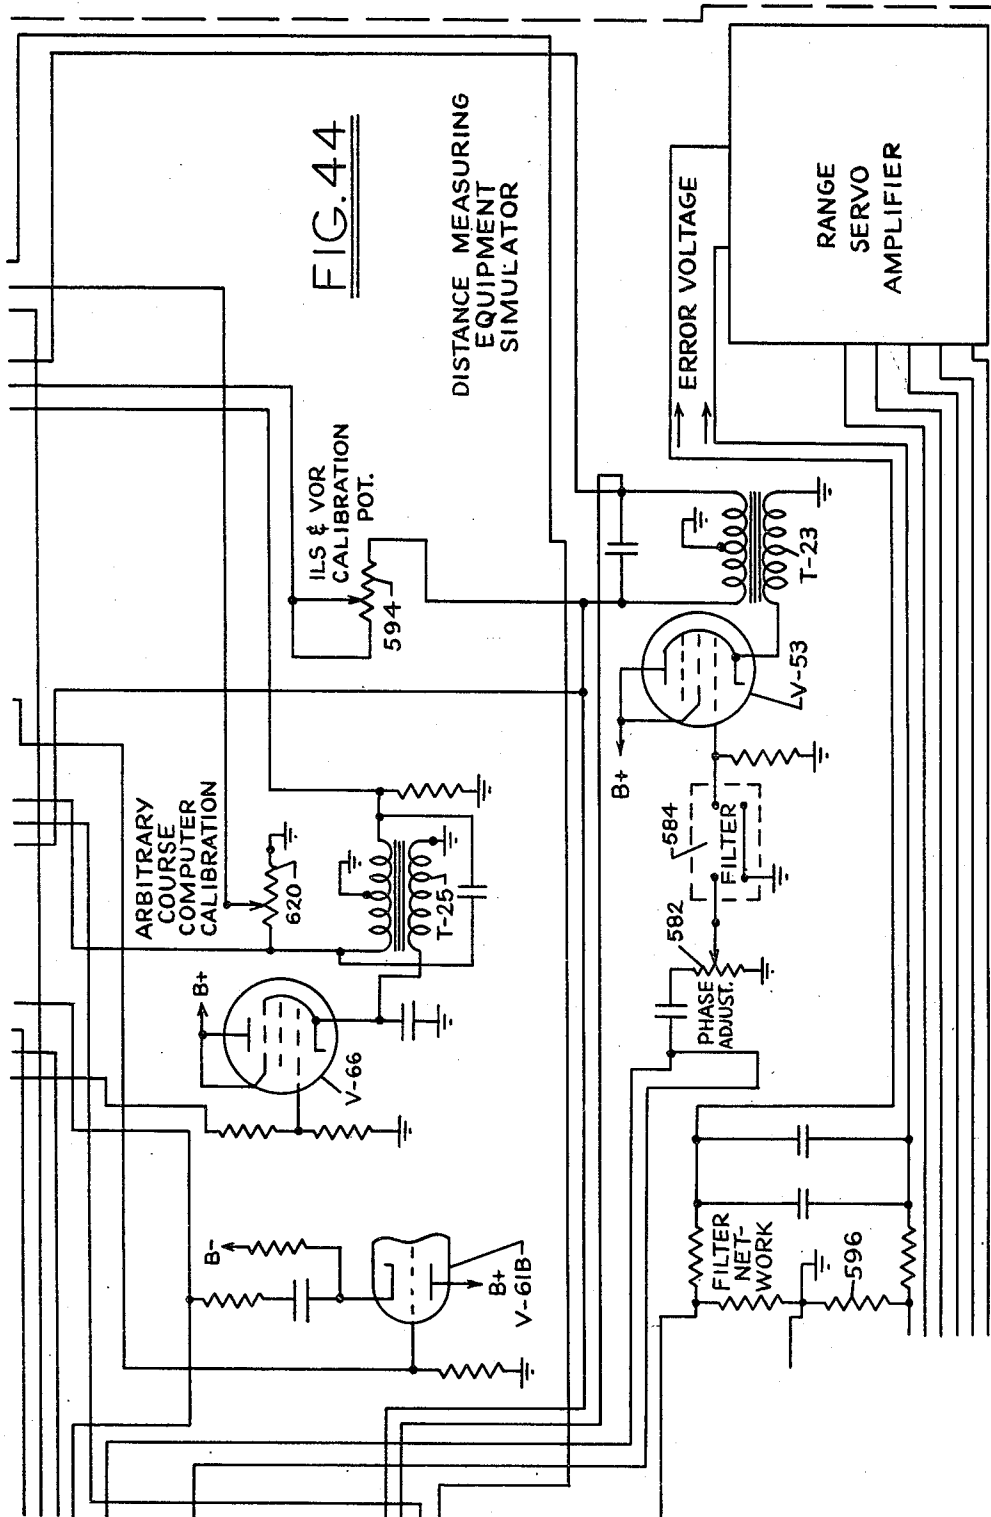 FIG. 44
DISTANCE MEASURING
EQUIPMENT
SIMULATOR
RANGE
SERVO
AMPLIFIER
ERROR VOLTAGE
ILS & VOR
CALIBRATION
POT.
594
T-23
V-53
B+
ARBITRARY
COURSE
COMPUTER
CALIBRATION
620
T-25
B+
V-66
584
FILTER
582
PHASE
ADJUST.
B-
B+
V-61B
FILTER
NET-
WORK
596